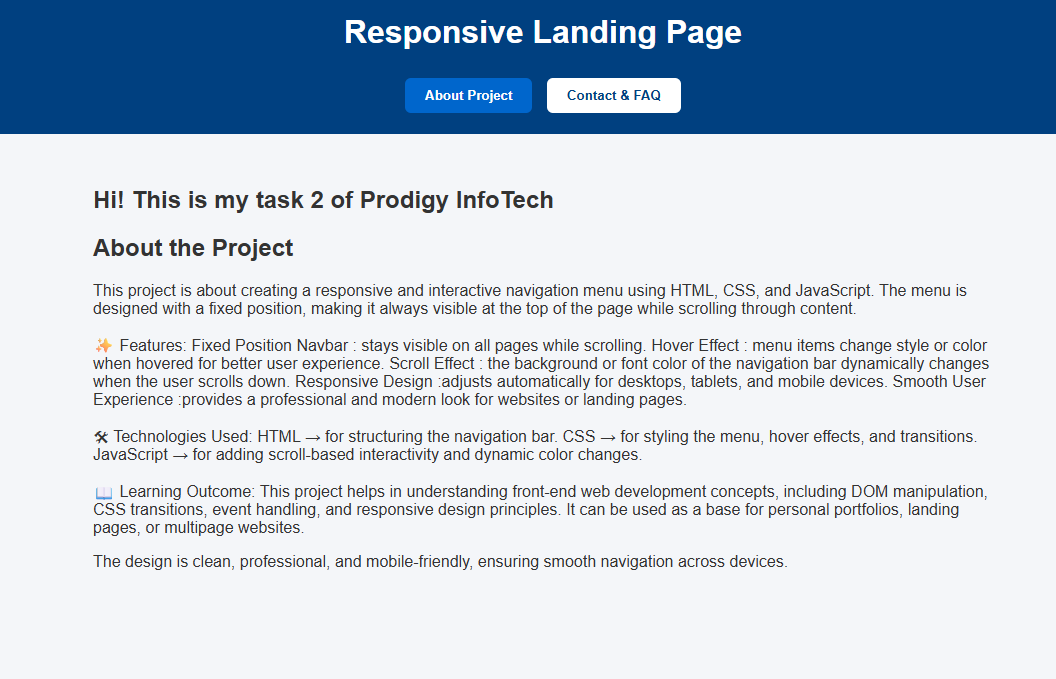 Responsive Landing Page
About Project
Contact & FAQ
Hi! This is my task 2 of Prodigy InfoTech
About the Project
This project is about creating a responsive and interactive navigation menu using HTML, CSS, and JavaScript. The menu is
designed with a fixed position, making it always visible at the top of the page while scrolling through content.
✨ Features: Fixed Position Navbar : stays visible on all pages while scrolling. Hover Effect : menu items change style or color
when hovered for better user experience. Scroll Effect : the background or font color of the navigation bar dynamically changes
when the user scrolls down. Responsive Design :adjusts automatically for desktops, tablets, and mobile devices. Smooth User
Experience :provides a professional and modern look for websites or landing pages.
🛠 Technologies Used: HTML → for structuring the navigation bar. CSS → for styling the menu, hover effects, and transitions.
JavaScript → for adding scroll-based interactivity and dynamic color changes.
📖 Learning Outcome: This project helps in understanding front-end web development concepts, including DOM manipulation,
CSS transitions, event handling, and responsive design principles. It can be used as a base for personal portfolios, landing
pages, or multipage websites.
The design is clean, professional, and mobile-friendly, ensuring smooth navigation across devices.